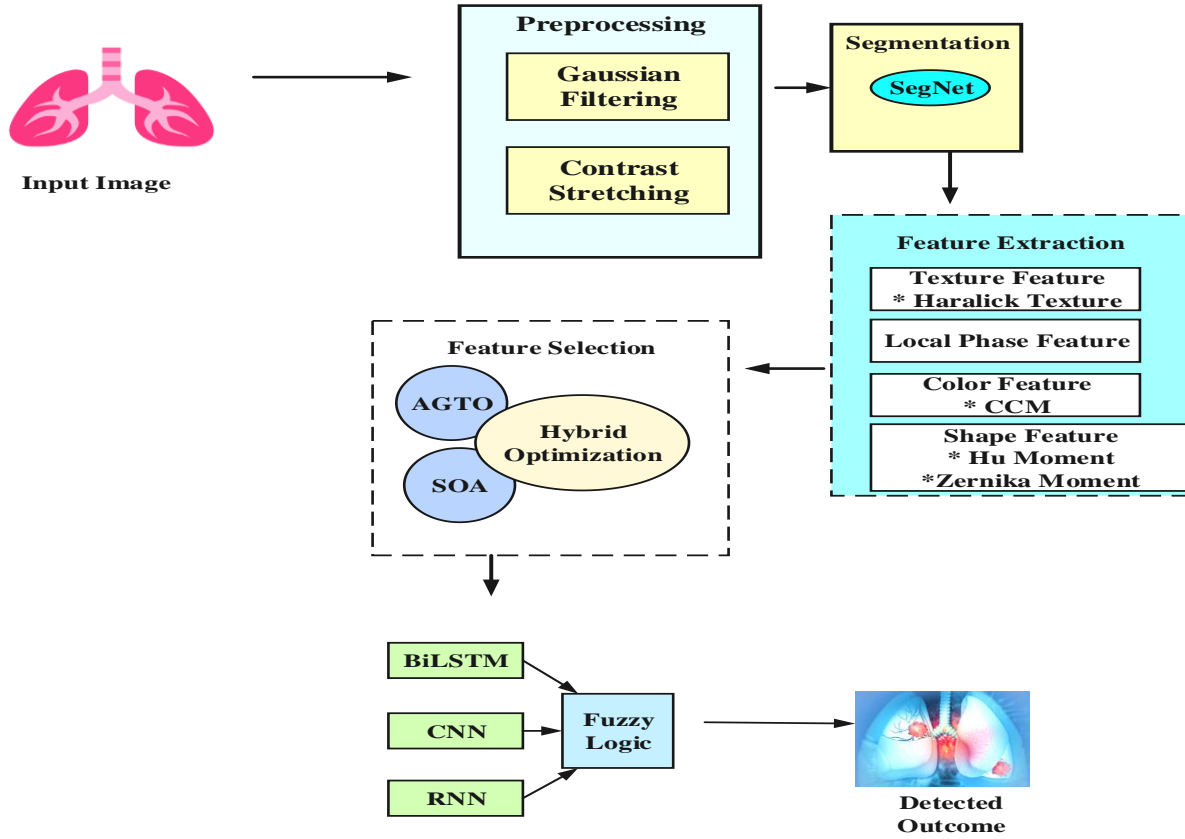 Input Image
Preprocessing
Gaussian
Filtering
Contrast
Stretching
Segmentation
SegNet
Feature Extraction
Texture Feature
* Haralick Texture
Local Phase Feature
Color Feature
* CCM
Shape Feature
* Hu Moment
*Zernika Moment
Feature Selection
AGTO
SOA
Hybrid
Optimization
BiLSTM
CNN
RNN
Fuzzy
Logic
Detected
Outcome